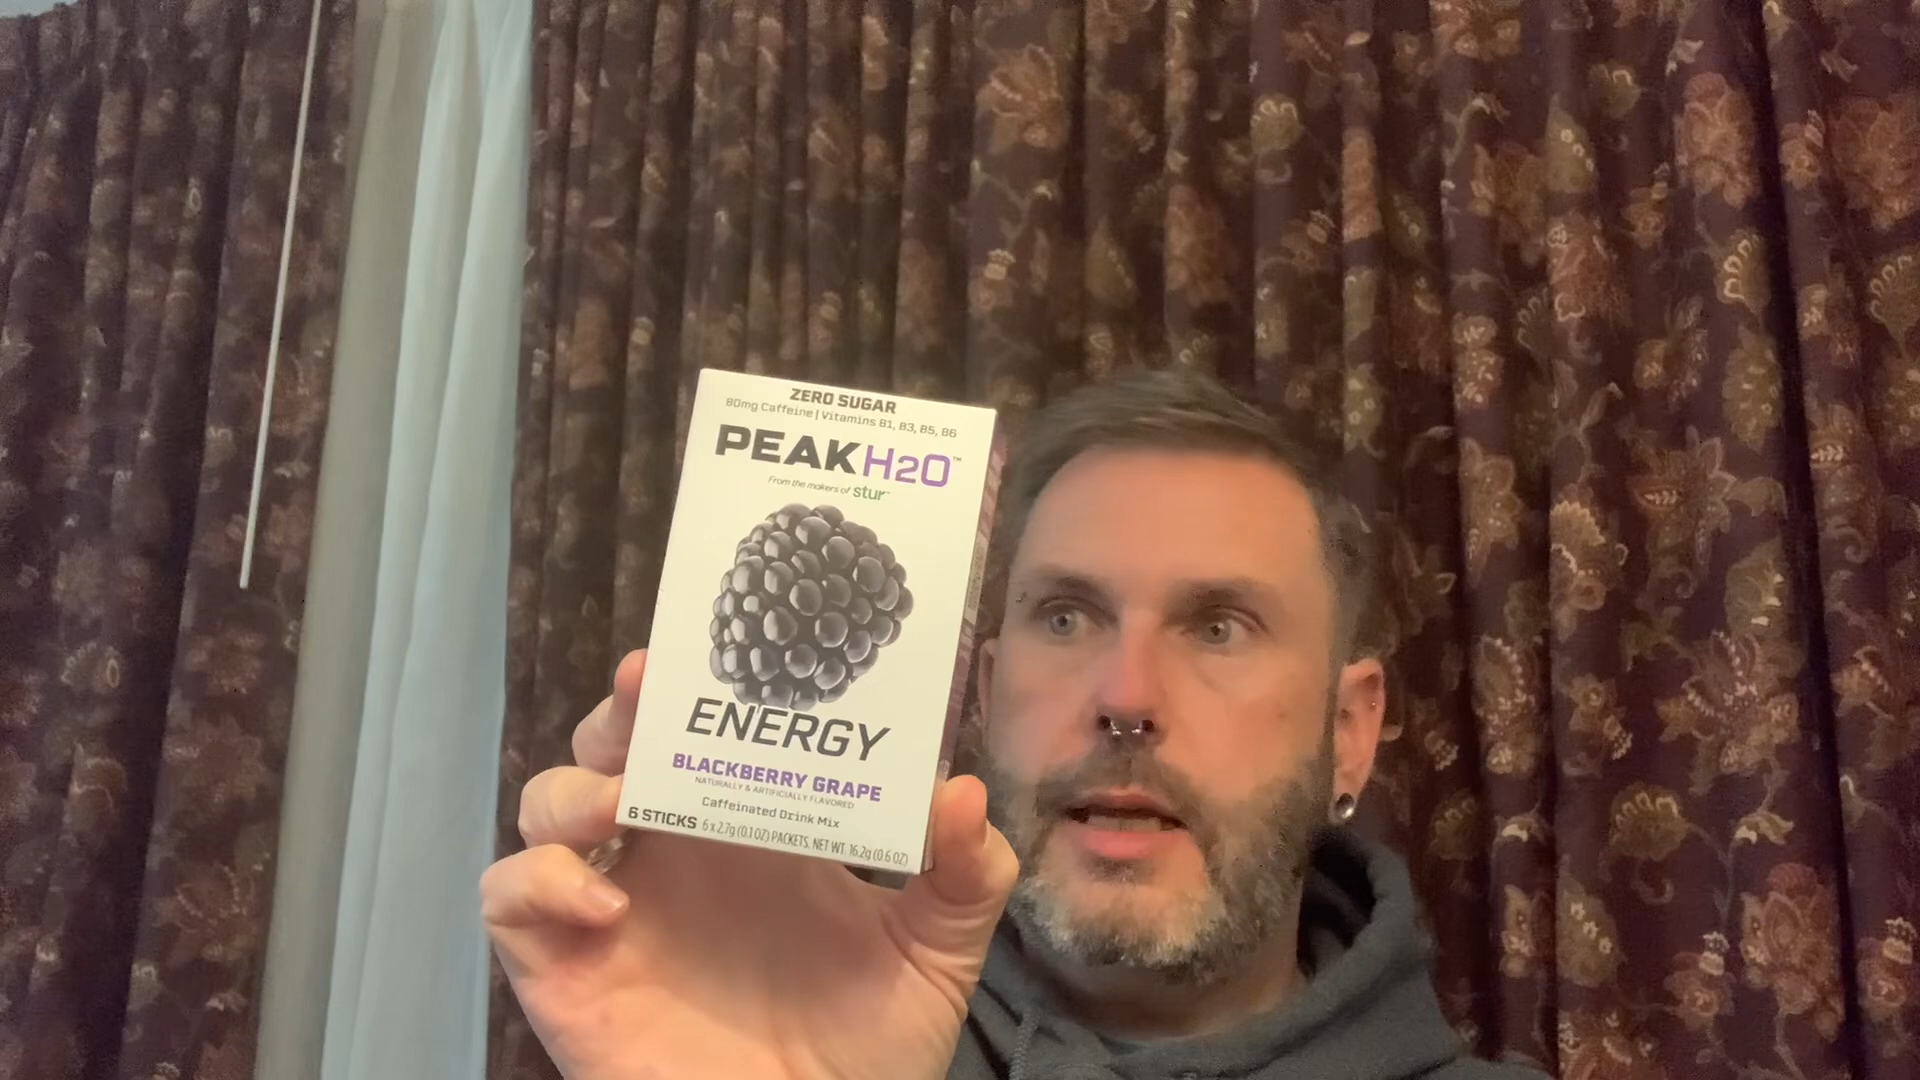 ZERO SUGAR
80mg Caffeine | Vitamins B1, B3, B5, B6
PEAK H2O™
From the makers of stur™
ENERGY
BLACKBERRY GRAPE
NATURALLY & ARTIFICIALLY FLAVORED
Caffeinated Drink Mix
6 STICKS 6 x 2.7g (0.1 OZ) PACKETS. NET WT. 16.2g (0.6 OZ)